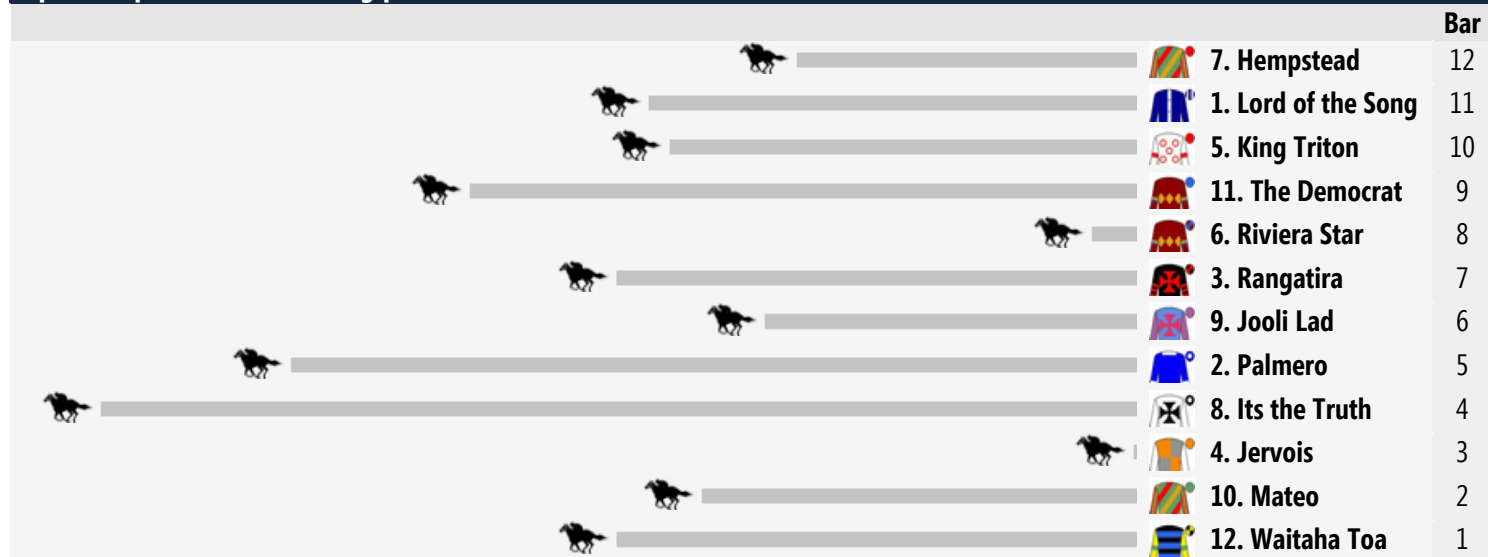 Bar
7. Hempstead 12
1. Lord of the Song 11
5. King Triton 10
11. The Democrat 9
6. Riviera Star 8
3. Rangatira 7
9. Jooli Lad 6
2. Palmero 5
8. Its the Truth 4
4. Jervois 3
10. Mateo 2
12. Waitaha Toa 1